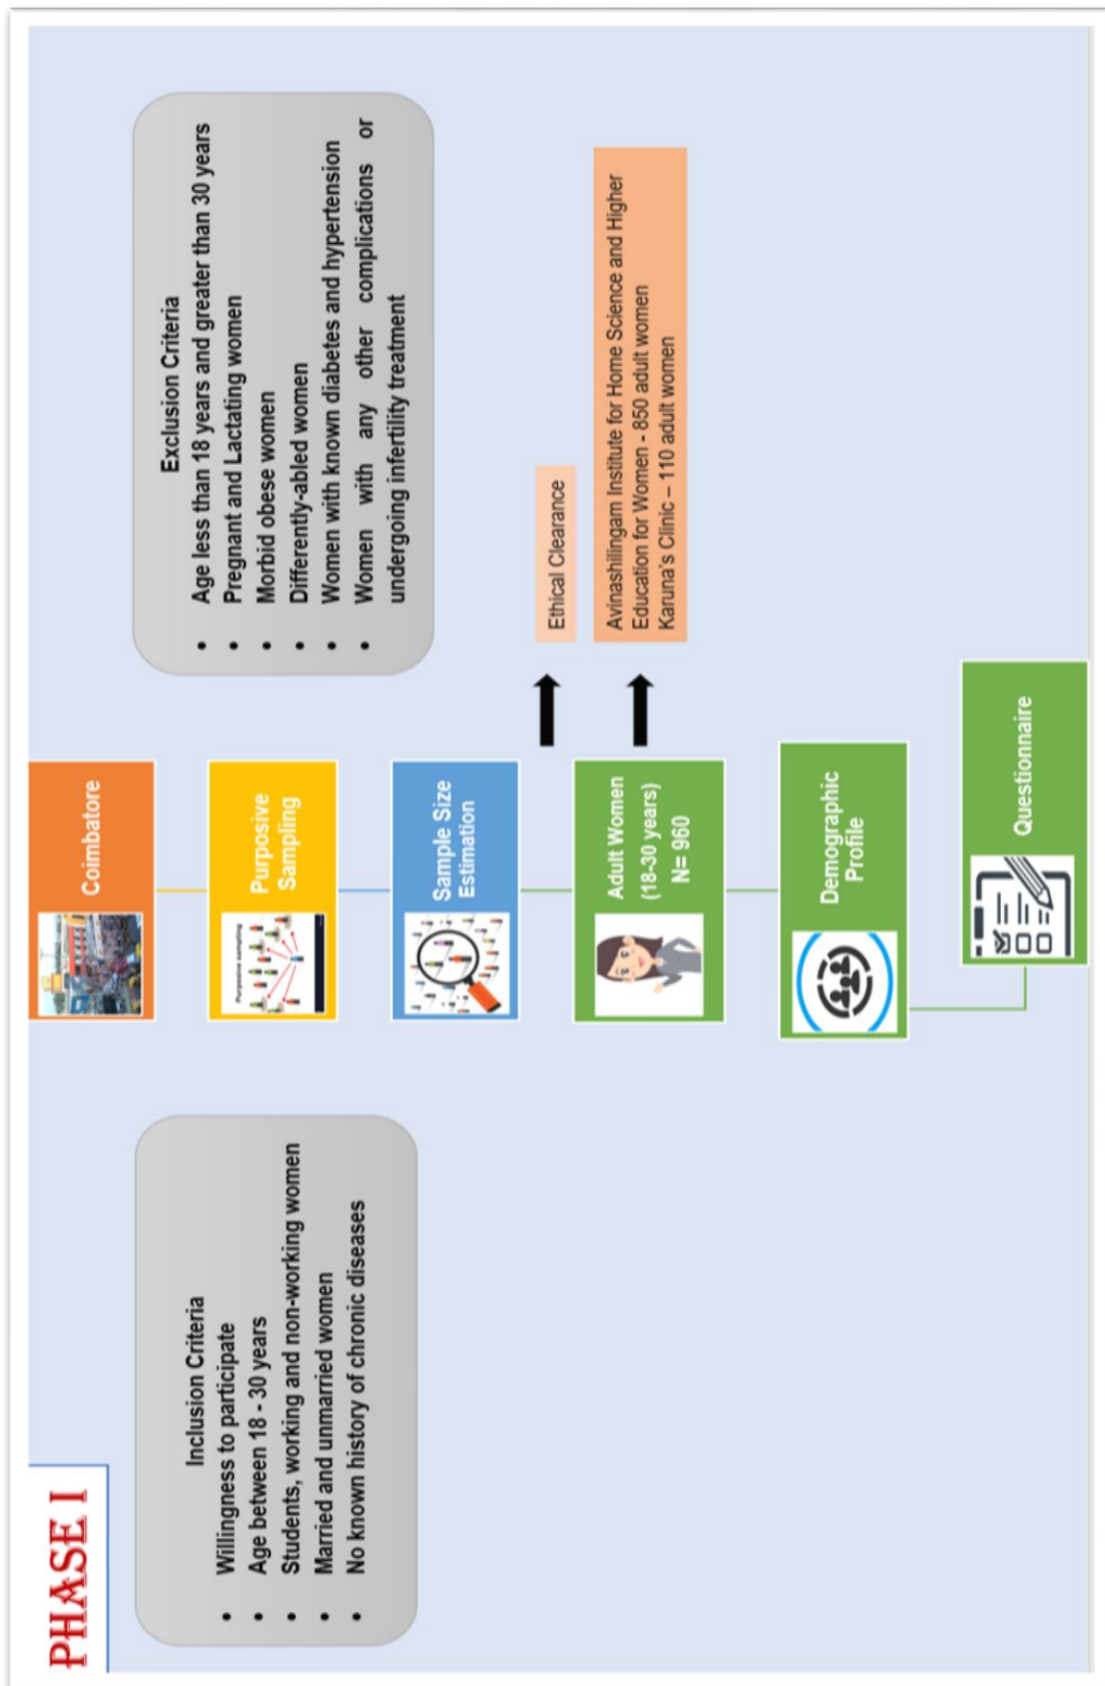 PHASE I
Inclusion Criteria
• Willingness to participate
• Age between 18 - 30 years
• Students, working and non-working women
• Married and unmarried women
• No known history of chronic diseases
Coimbatore
Purposive
Sampling
Purposive sampling
Sample Size
Estimation
Adult Women
(18-30 years)
N= 960
Demographic
Profile
Questionnaire
Exclusion Criteria
• Age less than 18 years and greater than 30 years
• Pregnant and Lactating women
• Morbid obese women
• Differently-abled women
• Women with known diabetes and hypertension
• Women with any other complications or
undergoing infertility treatment
Ethical Clearance
Avinashilingam Institute for Home Science and Higher
Education for Women - 850 adult women
Karuna's Clinic – 110 adult women